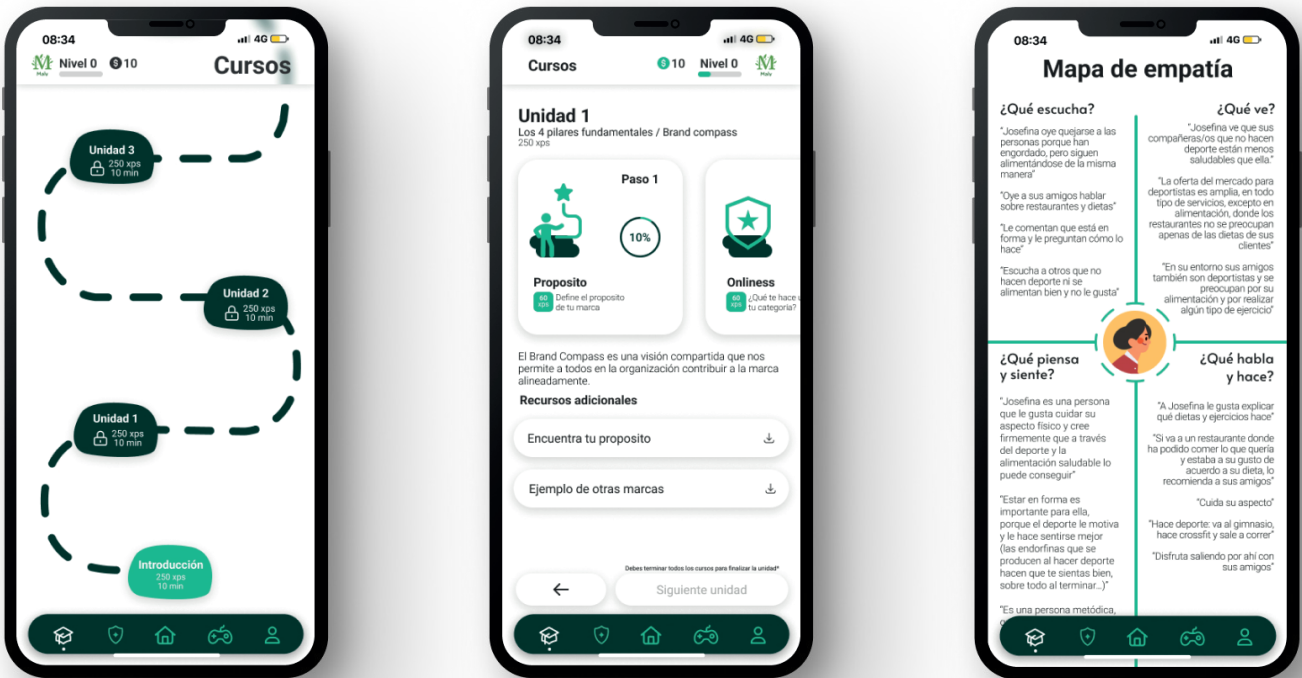 08:34
4G
Malu
Nivel 0
10
Cursos
Unidad 3
250 xps
10 min
Unidad 2
250 xps
10 min
Unidad 1
250 xps
10 min
Introducción
250 xps
10 min
08:34
4G
Cursos
10
Nivel 0
Malu
Unidad 1
Los 4 pilares fundamentales / Brand compass
250 xps
Paso 1
10%
Proposito
60
xps
Define el proposito
de tu marca
Onliness
60
xps
¿Qué te hace
tu categoría?
El Brand Compass es una visión compartida que nos
permite a todos en la organización contribuir a la marca
alineadamente.
Recursos adicionales
Encuentra tu proposito
Ejemplo de otras marcas
Debes terminar todos los cursos para finalizar la unidad*
Siguiente unidad
08:34
4G
Mapa de empatía
¿Qué escucha?
"Josefina oye quejarse a las
personas porque han
engordado, pero siguen
alimentándose de la misma
manera"
"Oye a sus amigos hablar
sobre restaurantes y dietas"
"Le comentan que está en
forma y le preguntan cómo lo
hace"
"Escucha a otros que no
hacen deporte ni se
alimentan bien y no le gusta"
¿Qué ve?
"Josefina ve que sus
compañeras/os que no hacen
deporte están menos
saludables que ella."
"La oferta del mercado para
deportistas es amplia, en todo
tipo de servicios, excepto en
alimentación, donde los
restaurantes no se preocupan
apenas de las dietas de sus
clientes"
"En su entorno sus amigos
también son deportistas y se
preocupan por su
alimentación y por realizar
algún tipo de ejercicio"
¿Qué piensa
y siente?
"Josefina es una persona
que le gusta cuidar su
aspecto físico y cree
firmemente que a través
del deporte y la
alimentación saludable lo
puede conseguir"
"Estar en forma es
importante para ella,
porque el deporte le motiva
y le hace sentirse mejor
(las endorfinas que se
producen al hacer deporte
hacen que te sientas bien,
sobre todo al terminar...)"
"Es una persona metódica,
¿Qué habla
y hace?
"A Josefina le gusta explicar
qué dietas y ejercicios hace"
"Si va a un restaurante donde
ha podido comer lo que quería
y estaba a su gusto de
acuerdo a su dieta, lo
recomienda a sus amigos"
"Cuida su aspecto"
"Hace deporte: va al gimnasio,
hace crossfit y sale a correr"
"Disfruta saliendo por ahí con
sus amigos"